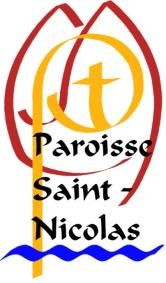 Paroisse
Saint -
Nicolas